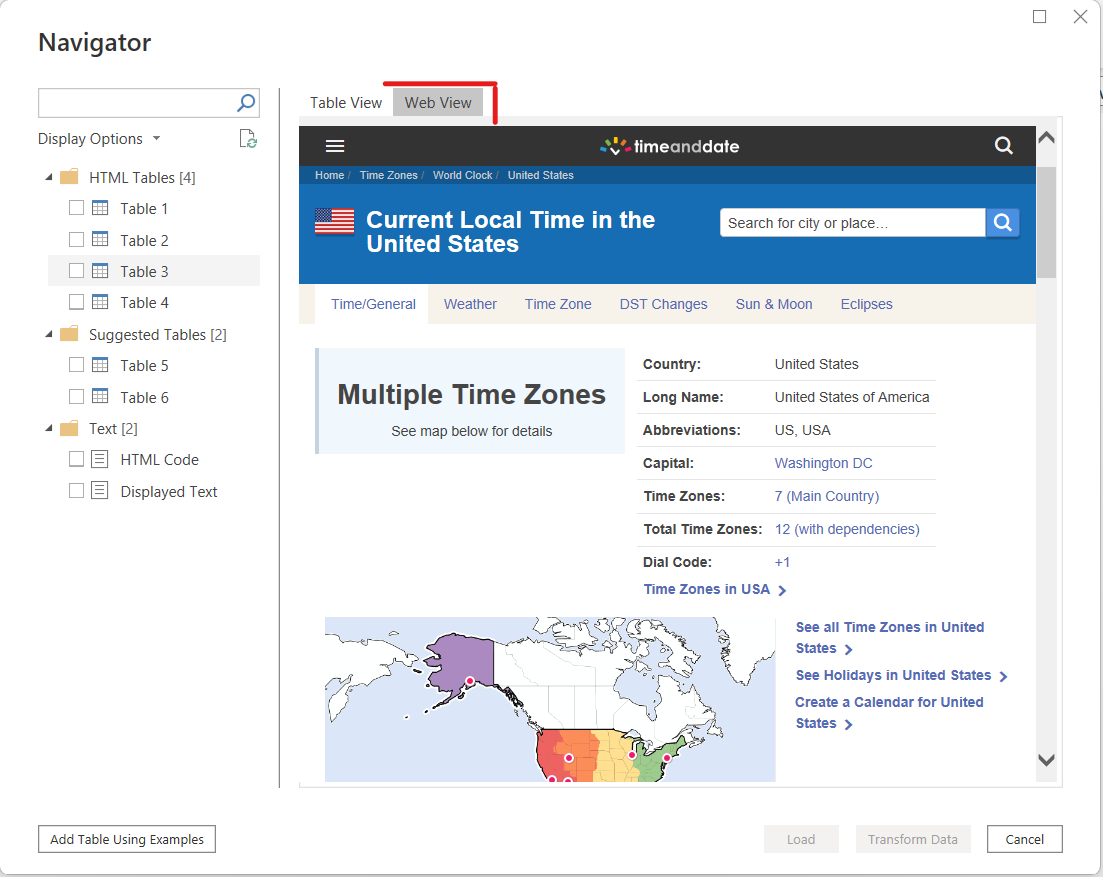 Navigator
Display Options
HTML Tables [4]
Table 1
Table 2
Table 3
Table 4
Suggested Tables [2]
Table 5
Table 6
Text [2]
HTML Code
Displayed Text
Table View Web View
timeanddate
Home / Time Zones / World Clock / United States
Current Local Time in the
United States
Search for city or place...
Time/General Weather Time Zone DST Changes Sun & Moon Eclipses
Multiple Time Zones
See map below for details
Country: United States
Long Name: United States of America
Abbreviations: US, USA
Capital: Washington DC
Time Zones: 7 (Main Country)
Total Time Zones: 12 (with dependencies)
Dial Code: +1
Time Zones in USA
See all Time Zones in United
States
See Holidays in United States
Create a Calendar for United
States
Add Table Using Examples Load Transform Data Cancel